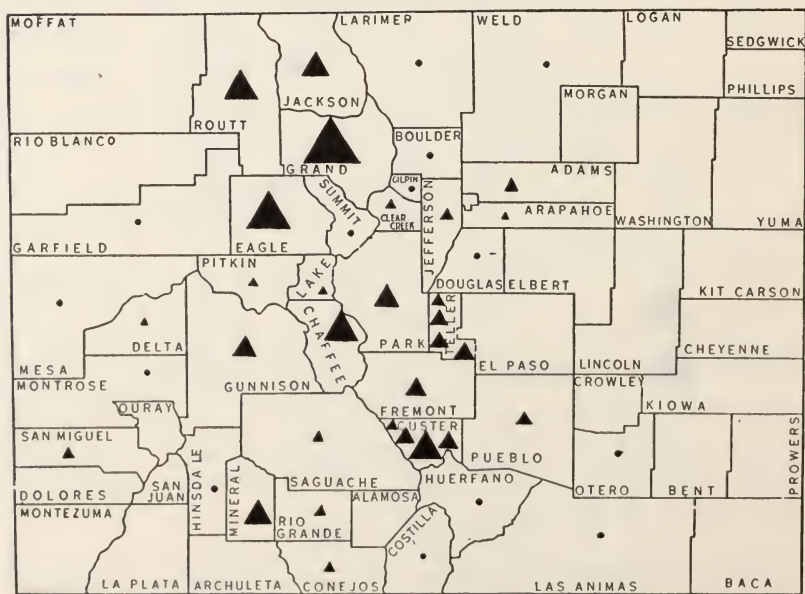 MOFFAT
LARIMER
WELD
LOGAN
SEDGWICK
PHILLIPS
JACKSON
ROUTT
MORGAN
RIO BLANCO
BOULDER
GRAND
GILPIN
ADAMS
SUMMIT
CLEAR CREEK
JEFFERSON
ARAPAHOE
WASHINGTON
YUMA
GARFIELD
EAGLE
PITKIN
LAKE
DOUGLAS
ELBERT
KIT CARSON
CHAFFEE
TELLER
DELTA
PARK
MESA
GUNNISON
EL PASO
LINCOLN
CHEYENNE
MONTROSE
CROWLEY
OURAY
FREMONT
KIOWA
SAN MIGUEL
CUSTER
PUEBLO
PROWERS
HINSDALE
SAGUACHE
DOLORES
SAN JUAN
MINERAL
ALAMOSA
HUERFANO
OTERO
BENT
MONTEZUMA
RIO GRANDE
COSTILLA
LA PLATA
ARCHULETA
CONEJOS
LAS ANIMAS
BACA